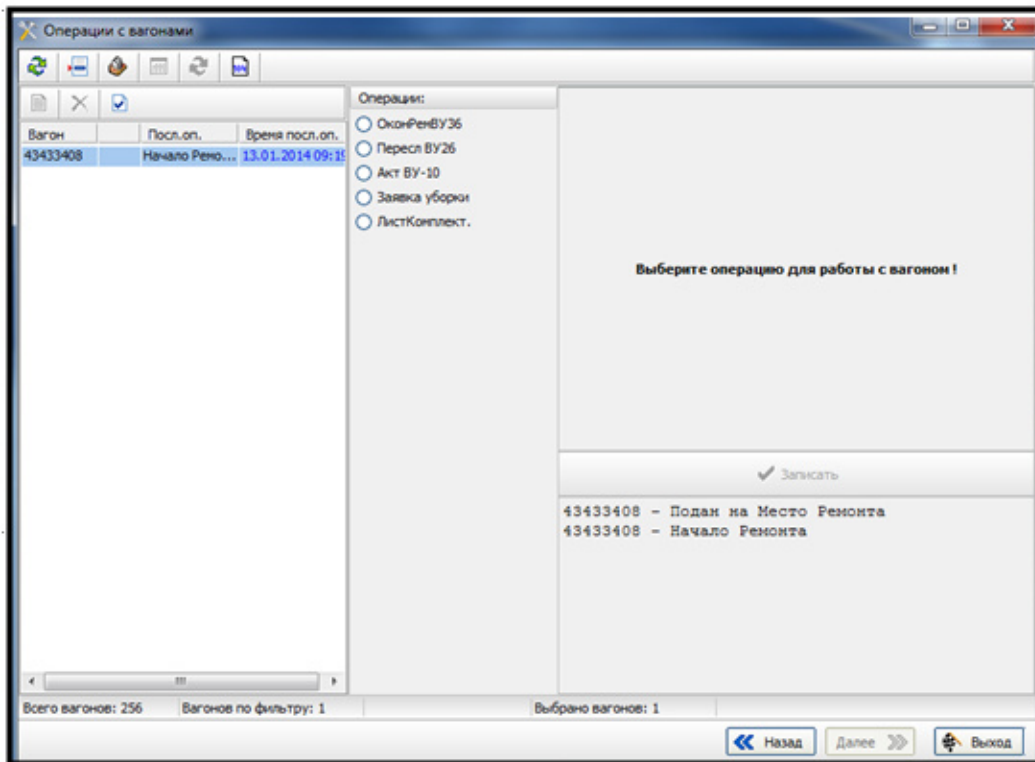 Операции с вагонами
Операции:
Вагон Посл.оп. Время посл.оп.
43433408 Начало Ремо... 13.01.2014 09:19
ОконРемВУ36
Пересл ВУ26
Акт ВУ-10
Заявка уборки
ЛистКомплект.
Выберите операцию для работы с вагоном !
Записать
43433408 - Подан на Место Ремонта
43433408 - Начало Ремонта
Всего вагонов: 256 Вагонов по фильтру: 1 Выбрано вагонов: 1
Назад Далее Выход